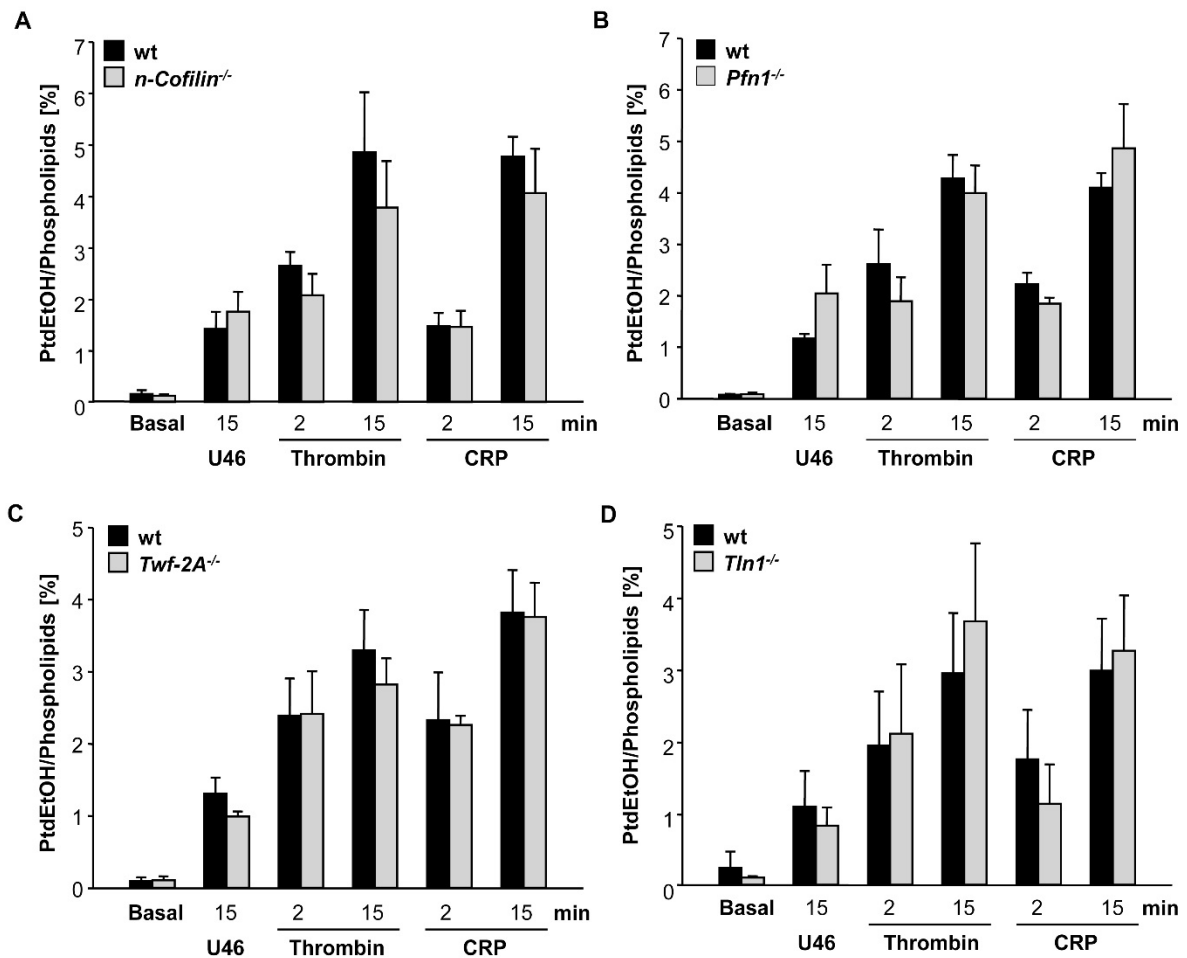 A
wt
n-Cofilin-/-
PtdEtOH/Phospholipids [%]
7
6
5
4
3
2
1
0
Basal 15 2 15 2 15 min
U46 Thrombin CRP
B
wt
Pfn1-/-
PtdEtOH/Phospholipids [%]
7
6
5
4
3
2
1
0
Basal 15 2 15 2 15 min
U46 Thrombin CRP
C
wt
Twf-2A-/-
PtdEtOH/Phospholipids [%]
5
4
3
2
1
0
Basal 15 2 15 2 15 min
U46 Thrombin CRP
D
wt
Tln1-/-
PtdEtOH/Phospholipids [%]
5
4
3
2
1
0
Basal 15 2 15 2 15 min
U46 Thrombin CRP